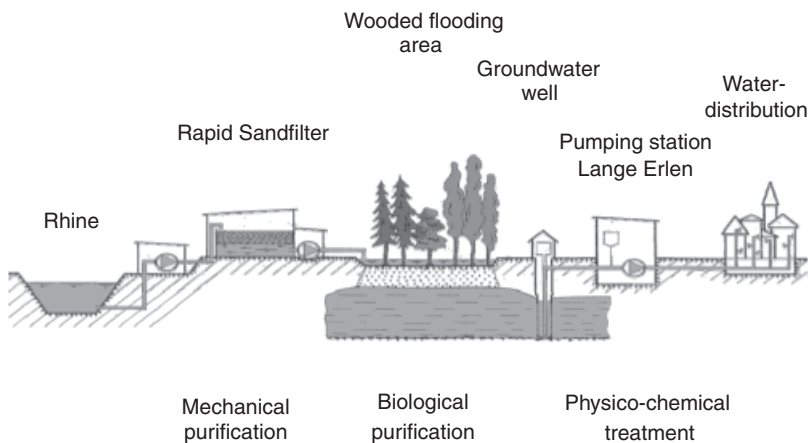 Wooded flooding
area
Groundwater
well
Water-
distribution
Rapid Sandfilter
Pumping station
Lange Erlen
Rhine
Mechanical
purification
Biological
purification
Physico-chemical
treatment